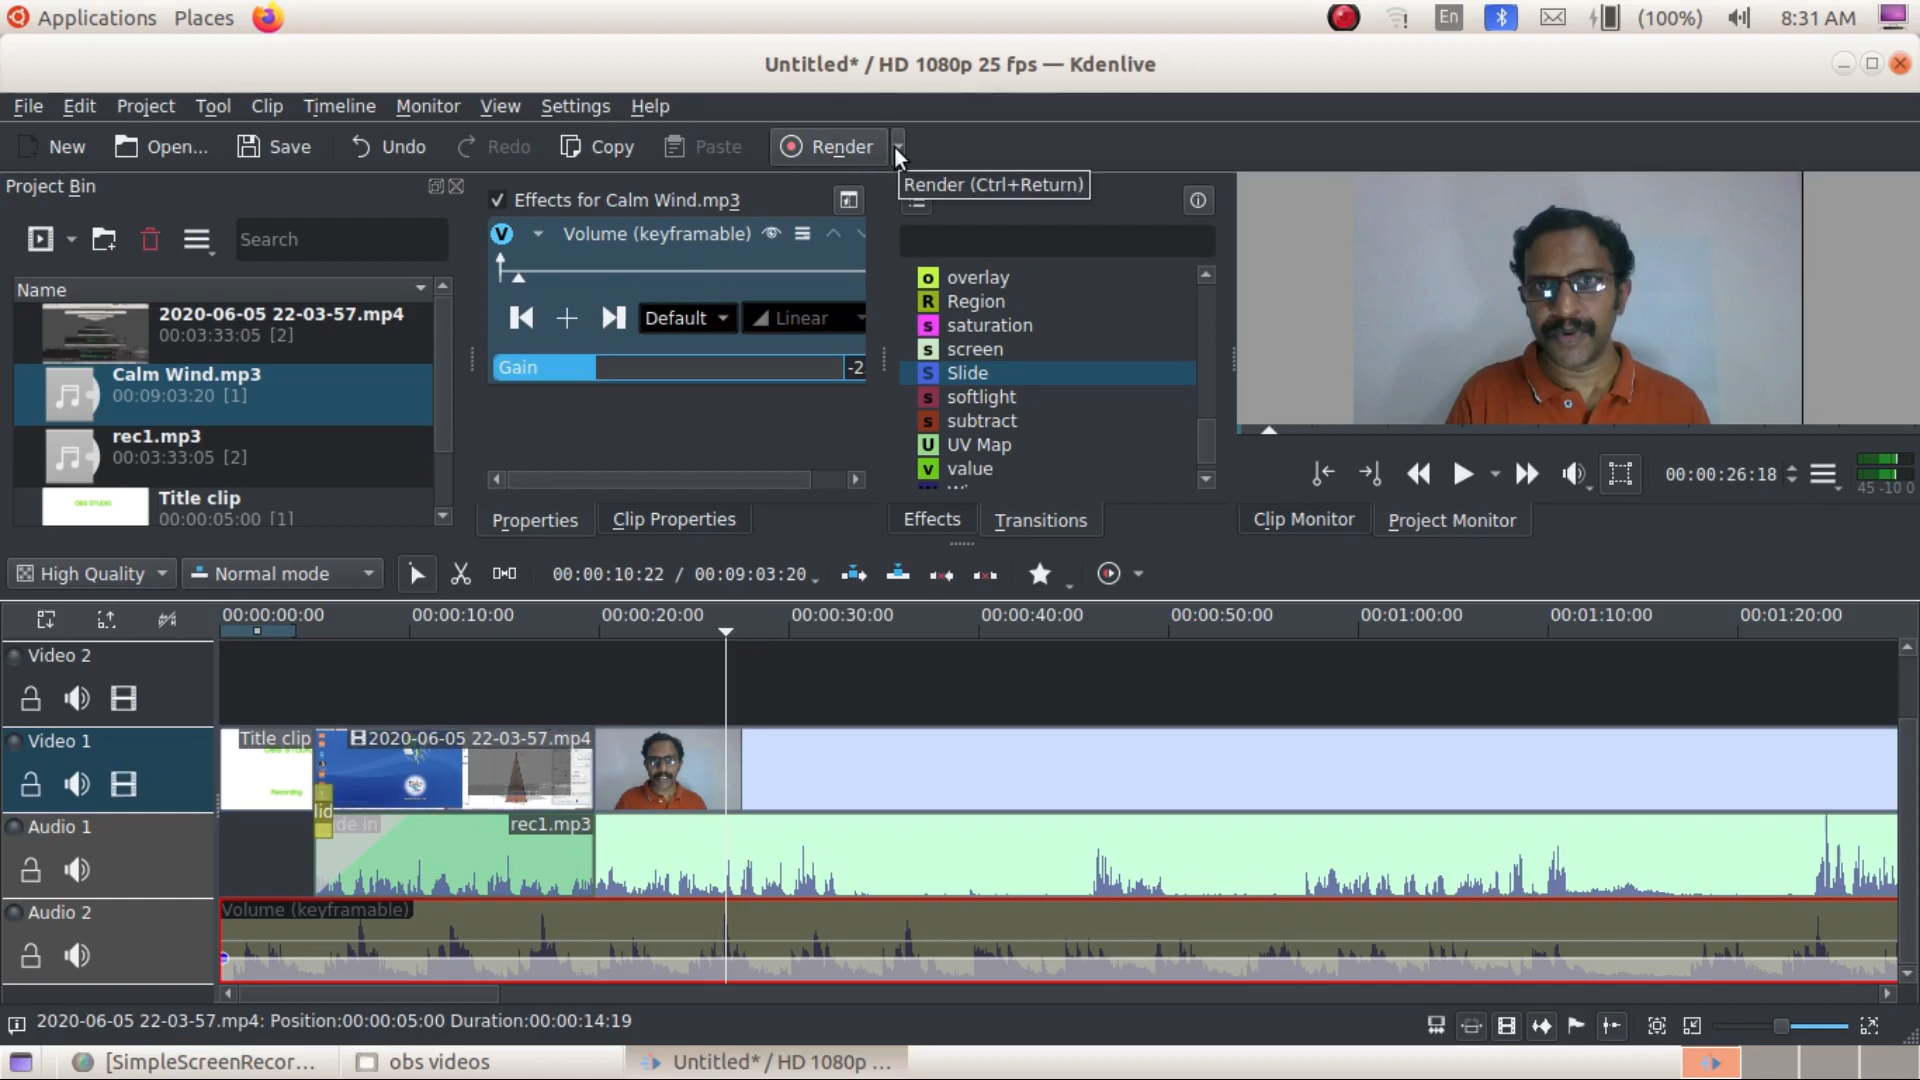 Applications Places
En (100%) 8:31 AM
Untitled* / HD 1080p 25 fps — Kdenlive
File Edit Project Tool Clip Timeline Monitor View Settings Help
New Open... Save Undo Redo Copy Paste Render
Render (Ctrl+Return)
Project Bin
Effects for Calm Wind.mp3
Search
V Volume (keyframable)
Name
2020-06-05 22-03-57.mp4
00:03:33:05 [2]
Calm Wind.mp3
00:09:03:20 [1]
rec1.mp3
00:03:33:05 [2]
OBS STUDIO
Title clip
00:00:05:00 [1]
Default Linear
Gain -2
o overlay
R Region
s saturation
s screen
S Slide
s softlight
s subtract
U UV Map
v value
00:00:26:18
45 -10 0
Properties Clip Properties
Effects Transitions
Clip Monitor Project Monitor
High Quality Normal mode 00:00:10:22 / 00:09:03:20
00:00:00:00 00:00:10:00 00:00:20:00 00:00:30:00 00:00:40:00 00:00:50:00 00:01:00:00 00:01:10:00 00:01:20:00
Video 2
Video 1
Title clip 2020-06-05 22-03-57.mp4
Recording
lid
Audio 1
de in rec1.mp3
Audio 2
Volume (keyframable)
2020-06-05 22-03-57.mp4: Position:00:00:05:00 Duration:00:00:14:19
[SimpleScreenRecor... obs videos Untitled* / HD 1080p ...